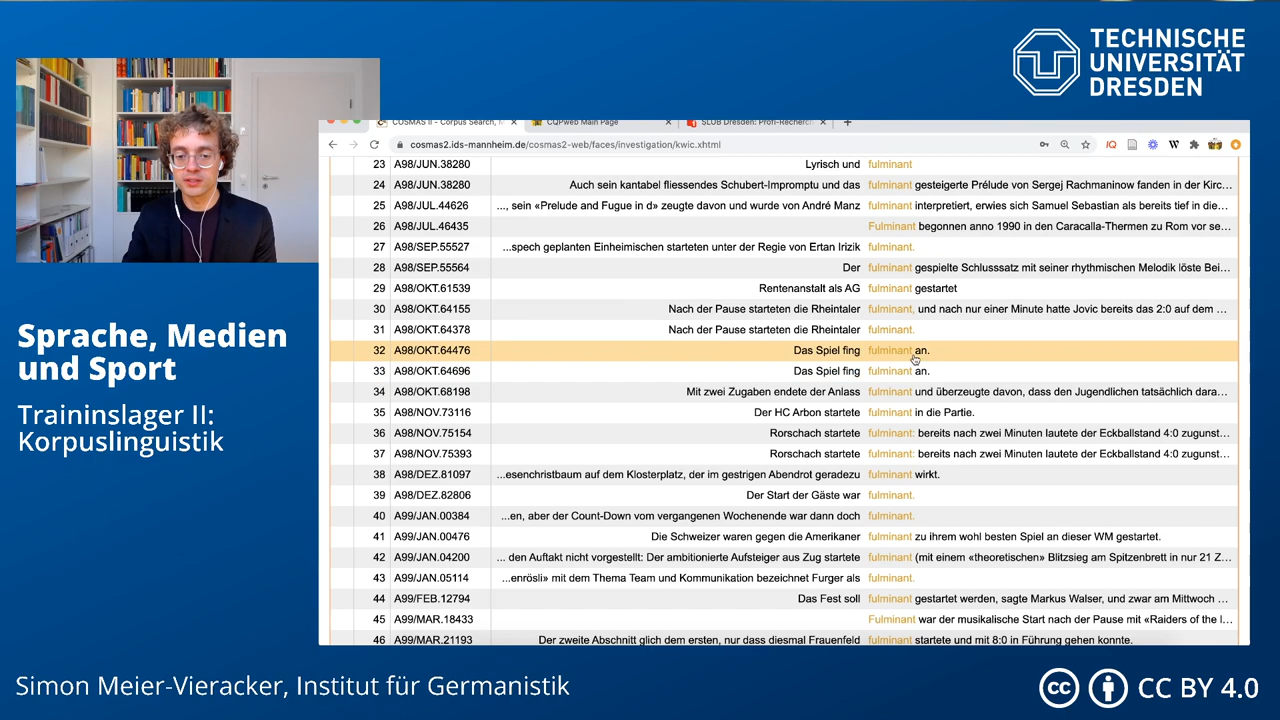 TECHNISCHE
UNIVERSITÄT
DRESDEN
COSMAS II - Corpus Search,
CQPweb Main Page
SLUB Dresden: Profi-Recherch
cosmas2.ids-mannheim.de/cosmas2-web/faces/investigation/kwic.xhtml
23 A98/JUN.38280 Lyrisch und fulminant
24 A98/JUN.38280 Auch sein kantabel fliessendes Schubert-Impromptu und das fulminant gesteigerte Prélude von Sergej Rachmaninow fanden in der Kirc...
25 A98/JUL.44626 ..., sein «Prelude and Fugue in d» zeugte davon und wurde von André Manz fulminant interpretiert, erwies sich Samuel Sebastian als bereits tief in die...
26 A98/JUL.46435 Fulminant begonnen anno 1990 in den Caracalla-Thermen zu Rom vor se...
27 A98/SEP.55527 ...spech geplanten Einheimischen starteten unter der Regie von Ertan Irizik fulminant.
28 A98/SEP.55564 Der fulminant gespielte Schlusssatz mit seiner rhythmischen Melodik löste Bei...
29 A98/OKT.61539 Rentenanstalt als AG fulminant gestartet
30 A98/OKT.64155 Nach der Pause starteten die Rheintaler fulminant, und nach nur einer Minute hatte Jovic bereits das 2:0 auf dem ...
31 A98/OKT.64378 Nach der Pause starteten die Rheintaler fulminant.
32 A98/OKT.64476 Das Spiel fing fulminant an.
33 A98/OKT.64696 Das Spiel fing fulminant an.
34 A98/OKT.68198 Mit zwei Zugaben endete der Anlass fulminant und überzeugte davon, dass den Jugendlichen tatsächlich dara...
35 A98/NOV.73116 Der HC Arbon startete fulminant in die Partie.
36 A98/NOV.75154 Rorschach startete fulminant: bereits nach zwei Minuten lautete der Eckballstand 4:0 zugunst...
37 A98/NOV.75393 Rorschach startete fulminant: bereits nach zwei Minuten lautete der Eckballstand 4:0 zugunst...
38 A98/DEZ.81097 ...esenchristbaum auf dem Klosterplatz, der im gestrigen Abendrot geradezu fulminant wirkt.
39 A98/DEZ.82806 Der Start der Gäste war fulminant.
40 A99/JAN.00384 ...en, aber der Count-Down vom vergangenen Wochenende war dann doch fulminant.
41 A99/JAN.00476 Die Schweizer waren gegen die Amerikaner fulminant zu ihrem wohl besten Spiel an dieser WM gestartet.
42 A99/JAN.04200 ... den Auftakt nicht vorgestellt: Der ambitionierte Aufsteiger aus Zug startete fulminant (mit einem «theoretischen» Blitzsieg am Spitzenbrett in nur 21 Z...
43 A99/JAN.05114 ...enrösli» mit dem Thema Team und Kommunikation bezeichnet Furger als fulminant.
44 A99/FEB.12794 Das Fest soll fulminant gestartet werden, sagte Markus Walser, und zwar am Mittwoch ...
45 A99/MAR.18433 Fulminant war der musikalische Start nach der Pause mit «Raiders of the l...
46 A99/MAR.21193 Der zweite Abschnitt glich dem ersten, nur dass diesmal Frauenfeld fulminant startete und mit 8:0 in Führung gehen konnte.
Sprache, Medien
und Sport
Traininslager II:
Korpuslinguistik
Simon Meier-Vieracker, Institut für Germanistik
cc CC BY 4.0